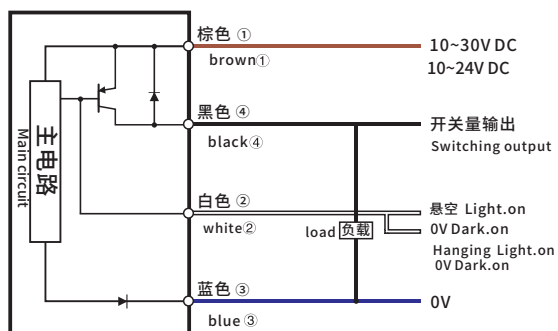 棕色 ①
brown①
10~30V DC
10~24V DC
黑色 ④
black④
开关量输出
Switching output
主电路
Main circuit
白色 ②
white②
load 负载
悬空 Light.on
0V Dark.on
Hanging Light.on
0V Dark.on
蓝色 ③
blue ③
0V